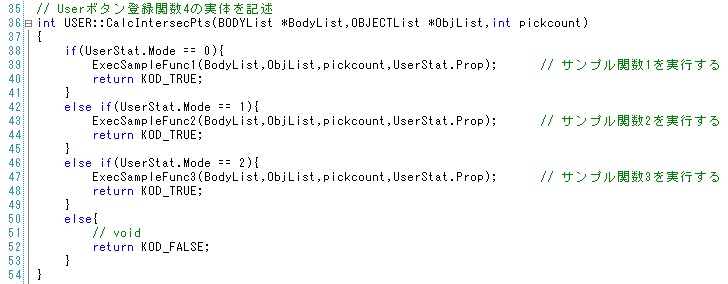 35 // Userボタン登録関数4の実体を記述
36 int USER::CalcIntersecPts(BODYList *BodyList,OBJECTList *ObjList,int pickcount)
37 {
38     if(UserStat.Mode == 0){
39         ExecSampleFunc1(BodyList,ObjList,pickcount,UserStat.Prop);      // サンプル関数1を実行する
40         return KOD_TRUE;
41     }
42     else if(UserStat.Mode == 1){
43         ExecSampleFunc2(BodyList,ObjList,pickcount,UserStat.Prop);      // サンプル関数2を実行する
44         return KOD_TRUE;
45     }
46     else if(UserStat.Mode == 2){
47         ExecSampleFunc3(BodyList,ObjList,pickcount,UserStat.Prop);      // サンプル関数3を実行する
48         return KOD_TRUE;
49     }
50     else{
51         // void
52         return KOD_FALSE;
53     }
54 }